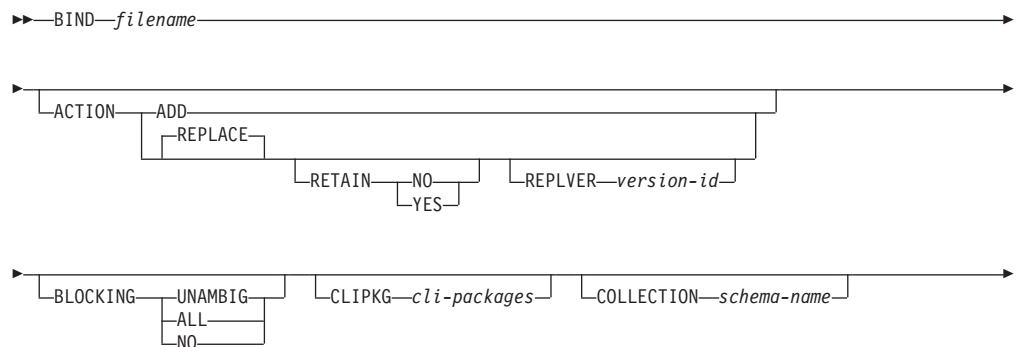 BIND filename
ACTION ADD
REPLACE
RETAIN NO REPLVER version-id
YES
BLOCKING UNAMBIG CLIPKG cli-packages COLLECTION schema-name
ALL
NO